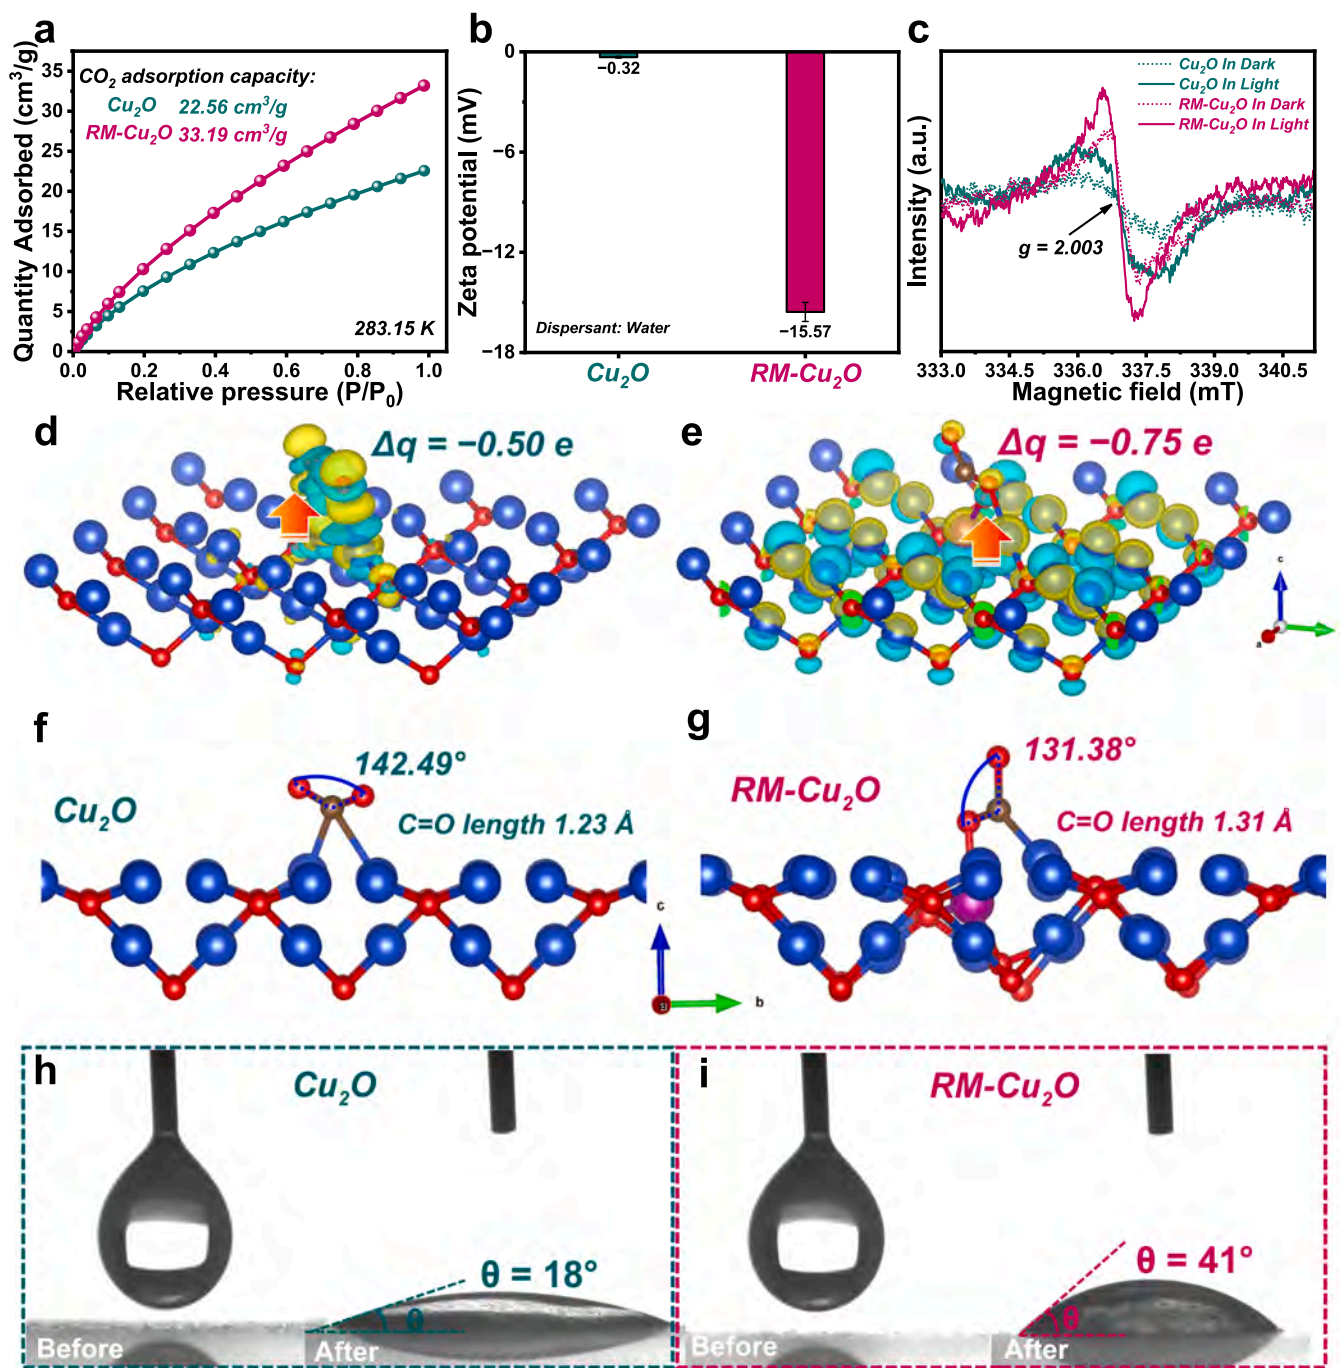 a
Quantity Adsorbed (cm³/g)
35
30
25
20
15
10
5
0
CO₂ adsorption capacity:
Cu₂O 22.56 cm³/g
RM-Cu₂O 33.19 cm³/g
283.15 K
0.0 0.2 0.4 0.6 0.8 1.0
Relative pressure (P/P₀)
b
Zeta potential (mV)
0
−6
−12
−18
−0.32
−15.57
Dispersant: Water
Cu₂O RM-Cu₂O
c
Intensity (a.u.)
Cu₂O In Dark
Cu₂O In Light
RM-Cu₂O In Dark
RM-Cu₂O In Light
g = 2.003
333.0 334.5 336.0 337.5 339.0 340.5
Magnetic field (mT)
d
Δq = −0.50 e
e
Δq = −0.75 e
c
a
f
142.49°
Cu₂O
C=O length 1.23 Å
c
b
g
131.38°
RM-Cu₂O
C=O length 1.31 Å
h
Cu₂O
θ = 18°
θ
Before
After
i
RM-Cu₂O
θ = 41°
θ
Before
After